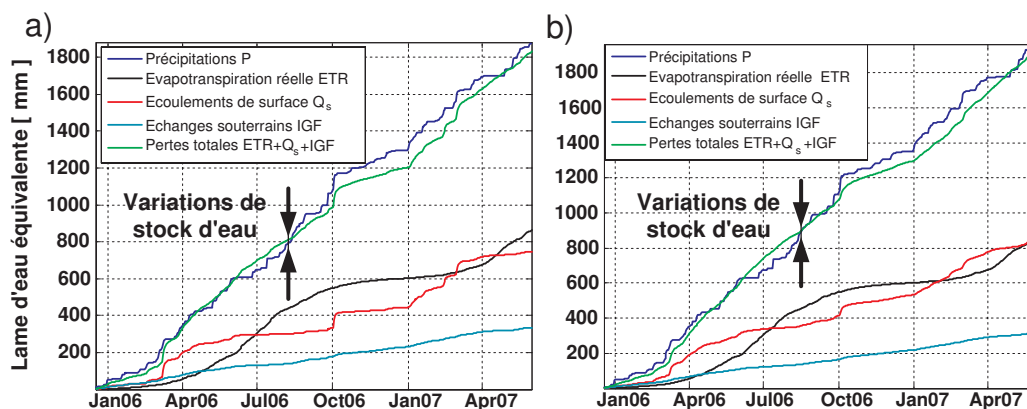 a)
Lame d'eau équivalente [ mm ]
1800
1600
1400
1200
1000
800
600
400
200
Précipitations P
Evapotranspiration réelle ETR
Ecoulements de surface Qs
Echanges souterrains IGF
Pertes totales ETR+Qs+IGF
Variations de
stock d'eau
Jan06 Apr06 Jul06 Oct06 Jan07 Apr07
b)
1800
1600
1400
1200
1000
800
600
400
200
Précipitations P
Evapotranspiration réelle ETR
Ecoulements de surface Qs
Echanges souterrains IGF
Pertes totales ETR+Qs+IGF
Variations de
stock d'eau
Jan06 Apr06 Jul06 Oct06 Jan07 Apr07